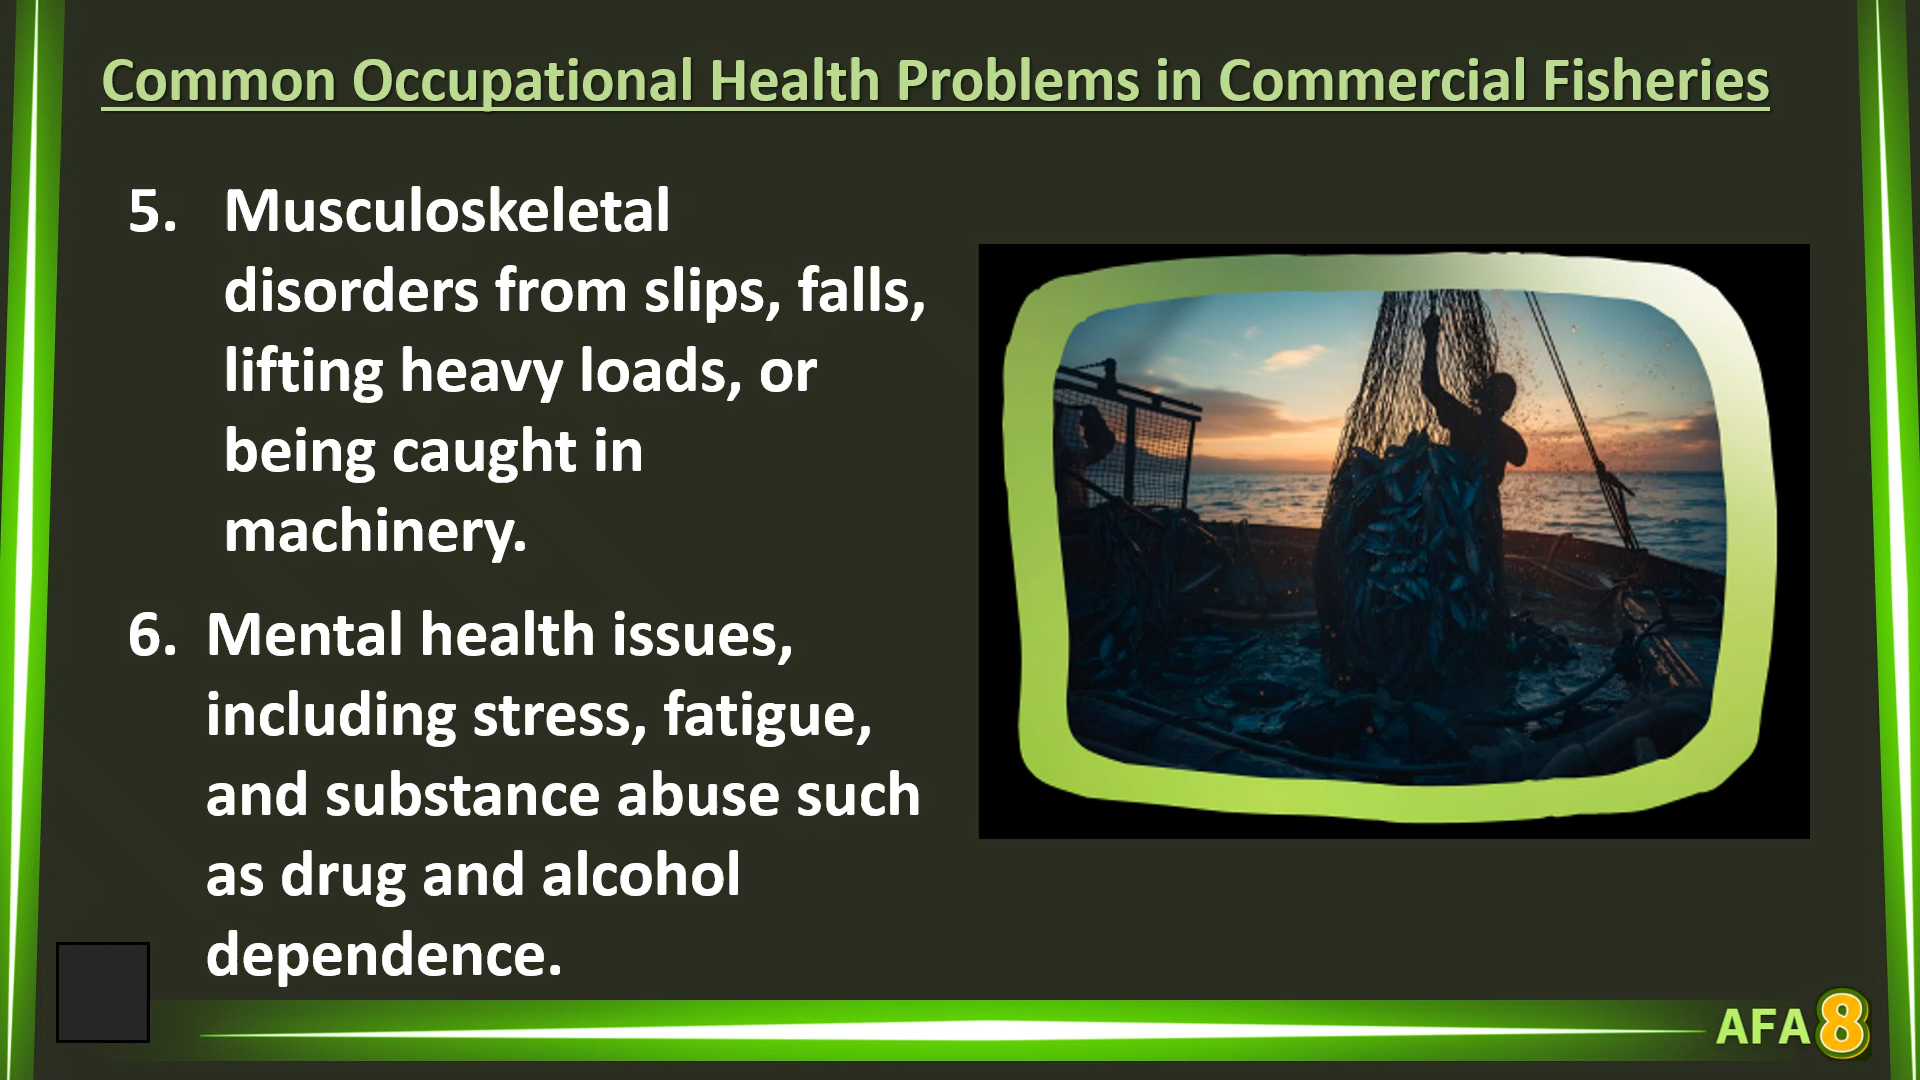 Common Occupational Health Problems in Commercial Fisheries
5. Musculoskeletal
disorders from slips, falls,
lifting heavy loads, or
being caught in
machinery.
6. Mental health issues,
including stress, fatigue,
and substance abuse such
as drug and alcohol
dependence.
AFA 8